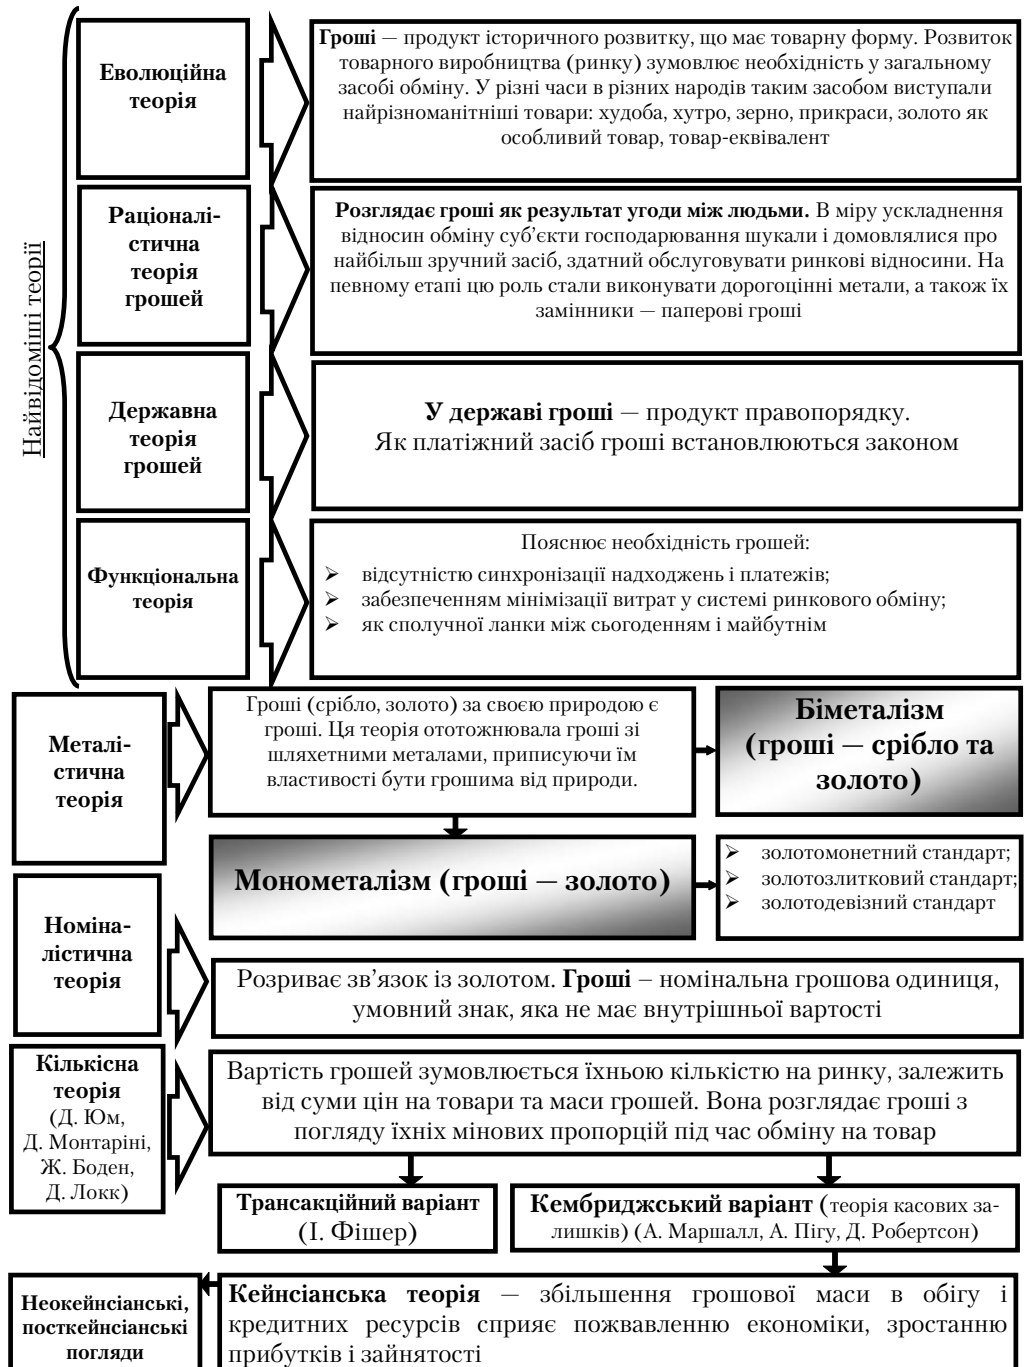 Найвідоміші теорії
Еволюційна
теорія
Гроші — продукт історичного розвитку, що має товарну форму. Розвиток
товарного виробництва (ринку) зумовлює необхідність у загальному
засобі обміну. У різні часи в різних народів таким засобом виступали
найрізноманітніші товари: худоба, хутро, зерно, прикраси, золото як
особливий товар, товар-еквівалент
Раціоналі-
стична
теорія
грошей
Розглядає гроші як результат угоди між людьми. В міру ускладнення
відносин обміну суб’єкти господарювання шукали і домовлялися про
найбільш зручний засіб, здатний обслуговувати ринкові відносини. На
певному етапі цю роль стали виконувати дорогоцінні метали, а також їх
замінники — паперові гроші
Державна
теорія
грошей
У державі гроші — продукт правопорядку.
Як платіжний засіб гроші встановлюються законом
Функціональна
теорія
Пояснює необхідність грошей:
➢ відсутністю синхронізації надходжень і платежів;
➢ забезпеченням мінімізації витрат у системі ринкового обміну;
➢ як сполучної ланки між сьогоденням і майбутнім
Металі-
стична
теорія
Гроші (срібло, золото) за своєю природою є
гроші. Ця теорія ототожнювала гроші зі
шляхетними металами, приписуючи їм
властивості бути грошима від природи.
Біметалізм
(гроші — срібло та
золото)
Монометалізм (гроші — золото)
➢ золотомонетний стандарт;
➢ золотозлитковий стандарт;
➢ золотодевізний стандарт
Номіна-
лістична
теорія
Розриває зв’язок із золотом. Гроші – номінальна грошова одиниця,
умовний знак, яка не має внутрішньої вартості
Кількісна
теорія
(Д. Юм,
Д. Монтаріні,
Ж. Боден,
Д. Локк)
Вартість грошей зумовлюється їхньою кількістю на ринку, залежить
від суми цін на товари та маси грошей. Вона розглядає гроші з
погляду їхніх мінових пропорцій під час обміну на товар
Трансакційний варіант
(І. Фішер)
Кембриджський варіант (теорія касових за-
лишків) (А. Маршалл, А. Пігу, Д. Робертсон)
Неокейнсіанські,
посткейнсіанські
погляди
Кейнсіанська теорія — збільшення грошової маси в обігу і
кредитних ресурсів сприяє пожвавленню економіки, зростанню
прибутків і зайнятості